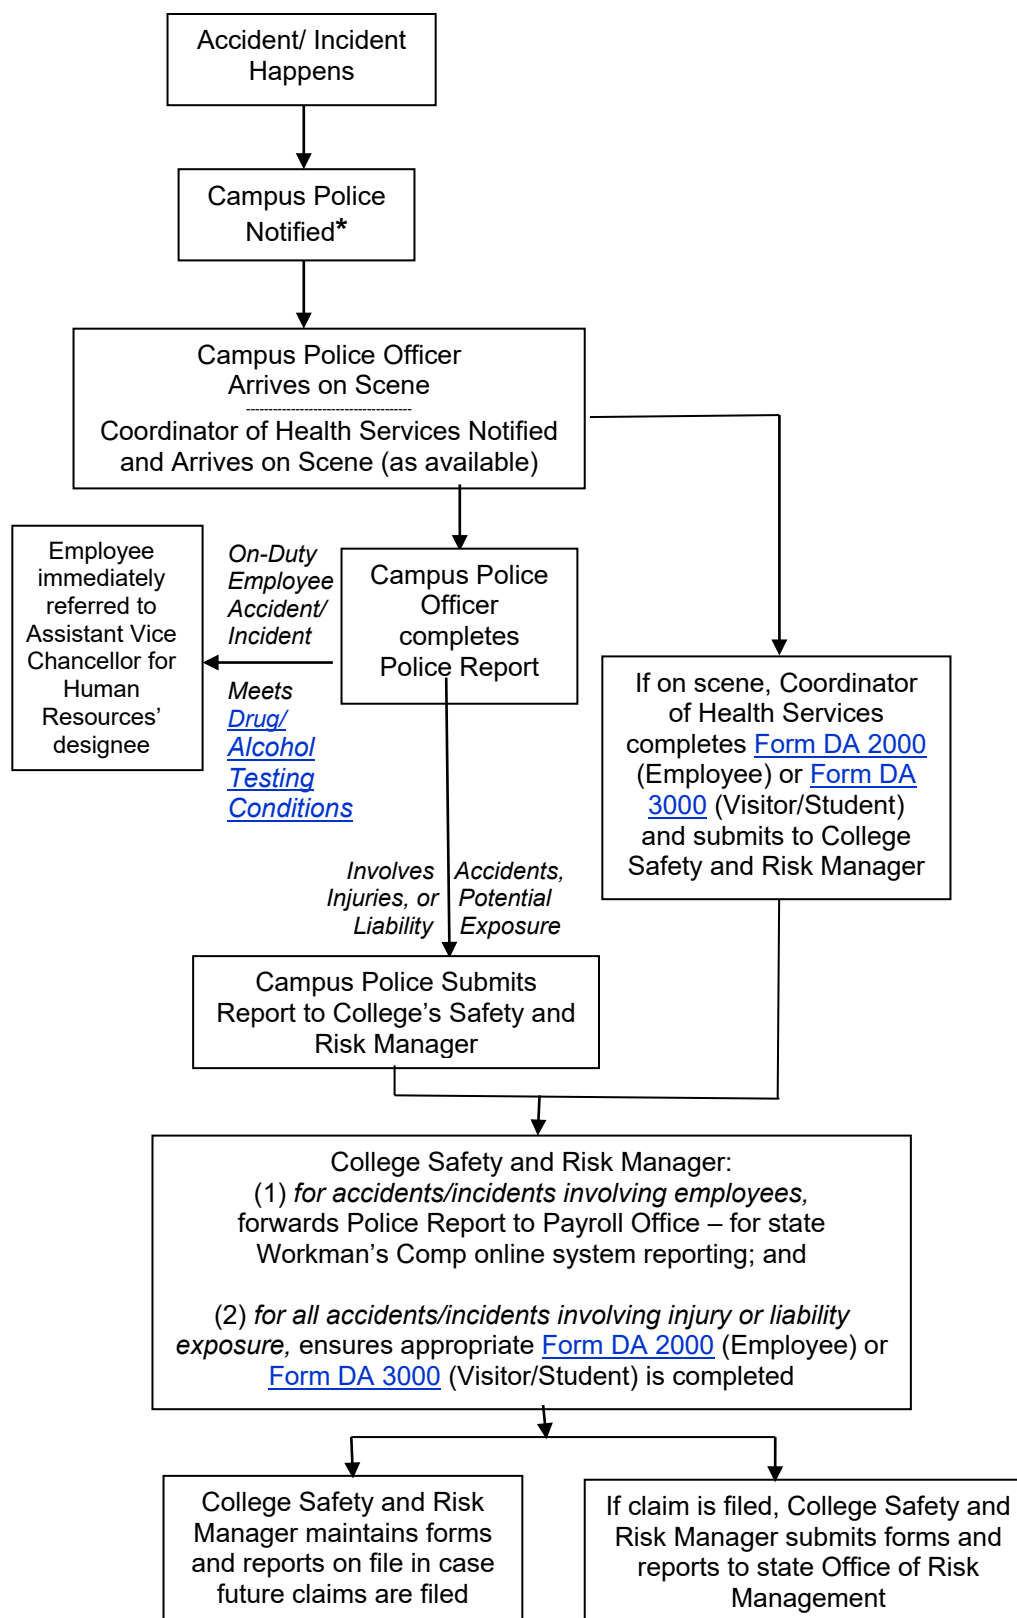 Accident/ Incident
Happens
Campus Police
Notified*
Campus Police Officer
Arrives on Scene
------------------------------------
Coordinator of Health Services Notified
and Arrives on Scene (as available)
Employee
immediately
referred to
Assistant Vice
Chancellor for
Human
Resources’
designee
On-Duty
Employee
Accident/
Incident
Meets
Drug/
Alcohol
Testing
Conditions
Campus Police
Officer
completes
Police Report
If on scene, Coordinator
of Health Services
completes Form DA 2000
(Employee) or Form DA
3000 (Visitor/Student)
and submits to College
Safety and Risk Manager
Involves Accidents,
Injuries, or Potential
Liability Exposure
Campus Police Submits
Report to College’s Safety and
Risk Manager
College Safety and Risk Manager:
(1) for accidents/incidents involving employees,
forwards Police Report to Payroll Office – for state
Workman’s Comp online system reporting; and
(2) for all accidents/incidents involving injury or liability
exposure, ensures appropriate Form DA 2000 (Employee) or
Form DA 3000 (Visitor/Student) is completed
College Safety and Risk
Manager maintains forms
and reports on file in case
future claims are filed
If claim is filed, College Safety and
Risk Manager submits forms and
reports to state Office of Risk
Management